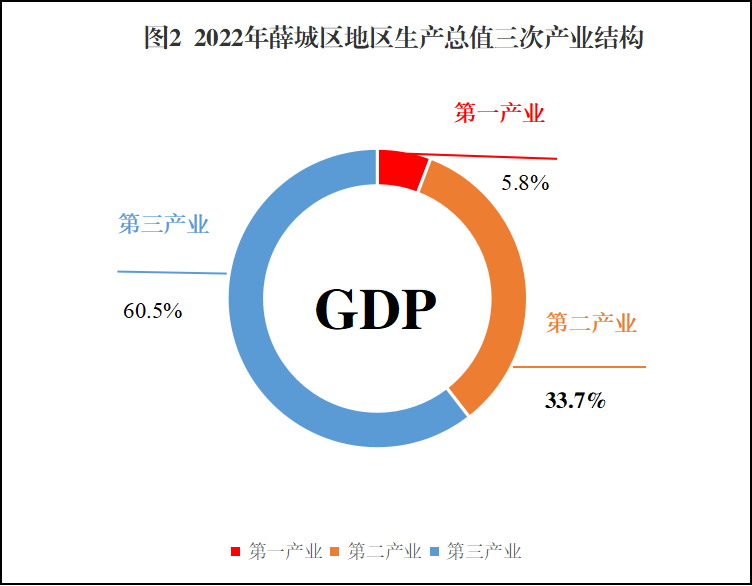 图2 2022年薛城区地区生产总值三次产业结构
第一产业
5.8%
第三产业
60.5%
GDP
第二产业
33.7%
第一产业 第二产业 第三产业